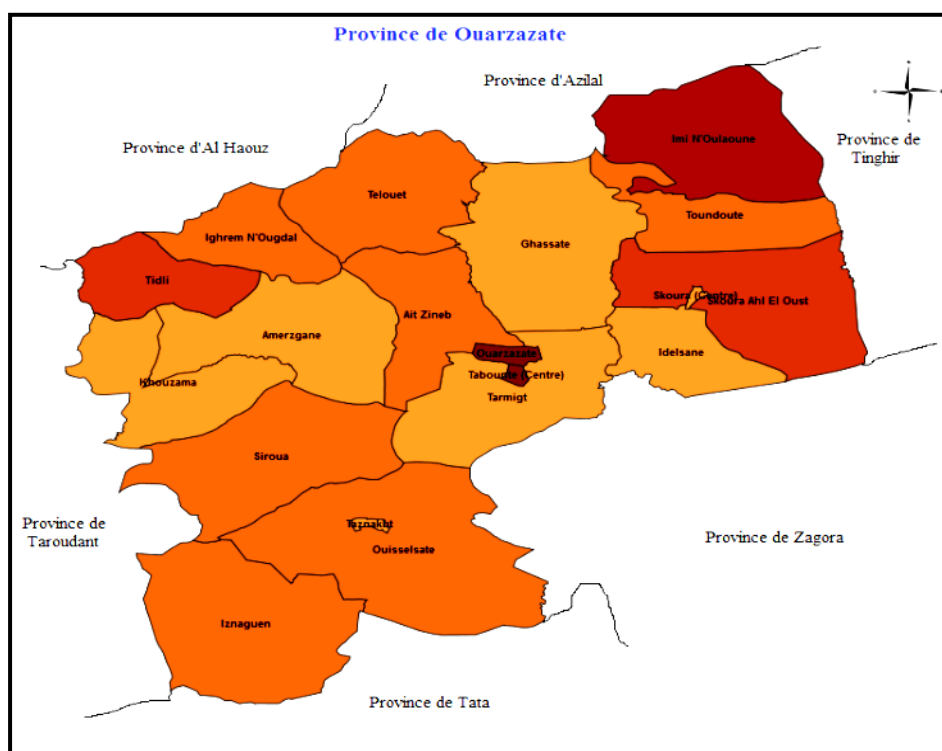 Province de Ouarzazate
Province d'Azilal
Province d'Al Haouz
Province de
Tinghir
Imi N'Oulaoune
Telouet
Toundoute
Ighrem N'Ougdal
Ghassate
Tidli
Skoura (Centre)
Skoura Ahl El Oust
Ait Zineb
Amerzgane
Ouarzazate
Idelsane
Tabounte (Centre)
Khouzama
Tarmigt
Siroua
Province de
Taroudant
Taznakht
Ouisselsate
Province de Zagora
Iznaguen
Province de Tata